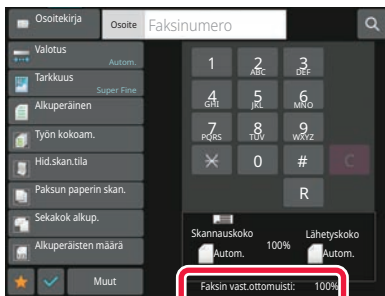 Osoitekirja
Osoite
Faksinumero
Valotus
Autom.
Tarkkuus
Super Fine
Alkuperäinen
Työn kokoam.
Hid.skan.tila
Paksun paperin skan.
Sekakok alkup.
Alkuperäisten määrä
Muut
1
2 ABC
3 DEF
4 GHI
5 JKL
6 MNO
7 PQRS
8 TUV
9 WXYZ
0
#
C
R
Skannauskoko
Lähetyskoko
Autom.
100%
Autom.
Faksin vast.ottomuisti: 100%